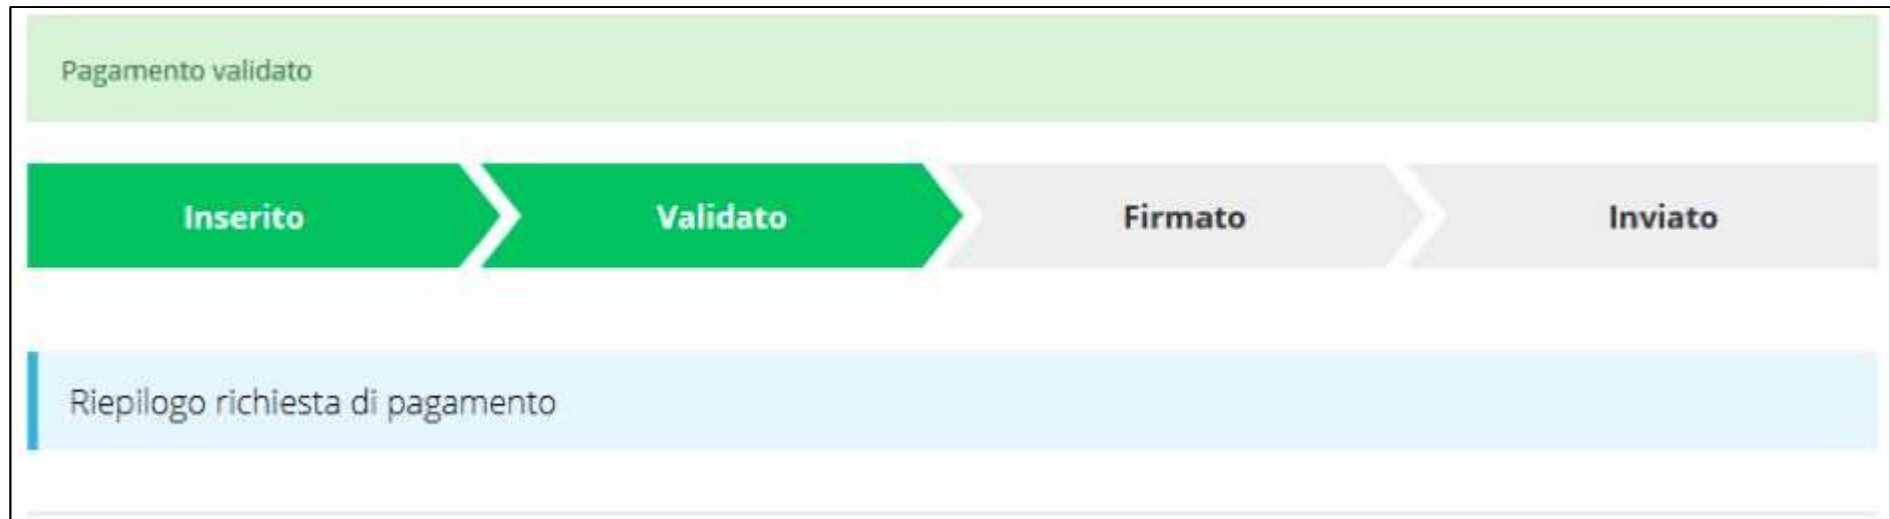 Pagamento validato
Inserito Validato Firmato Inviato
Riepilogo richiesta di pagamento